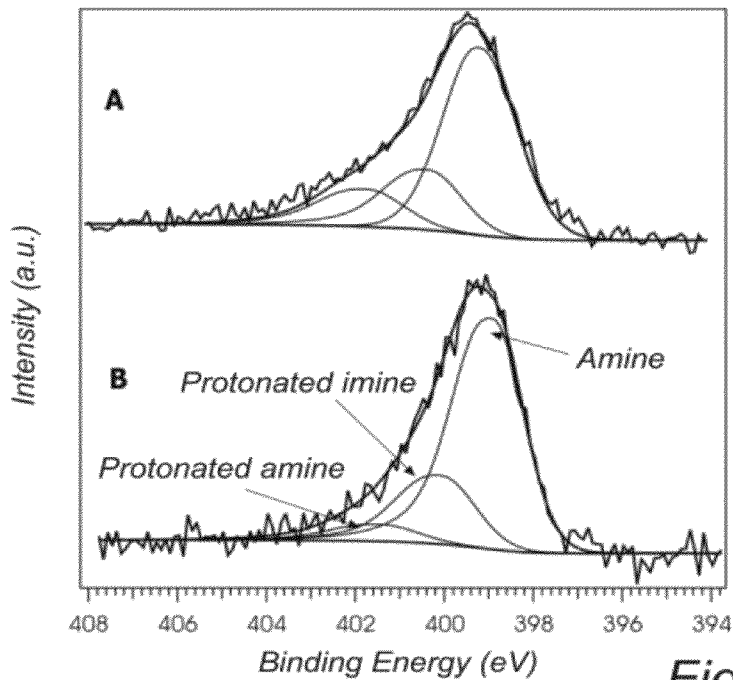 A
Intensity (a.u.)
B
Amine
Protonated imine
Protonated amine
408 406 404 402 400 398 396 394
Binding Energy (eV)